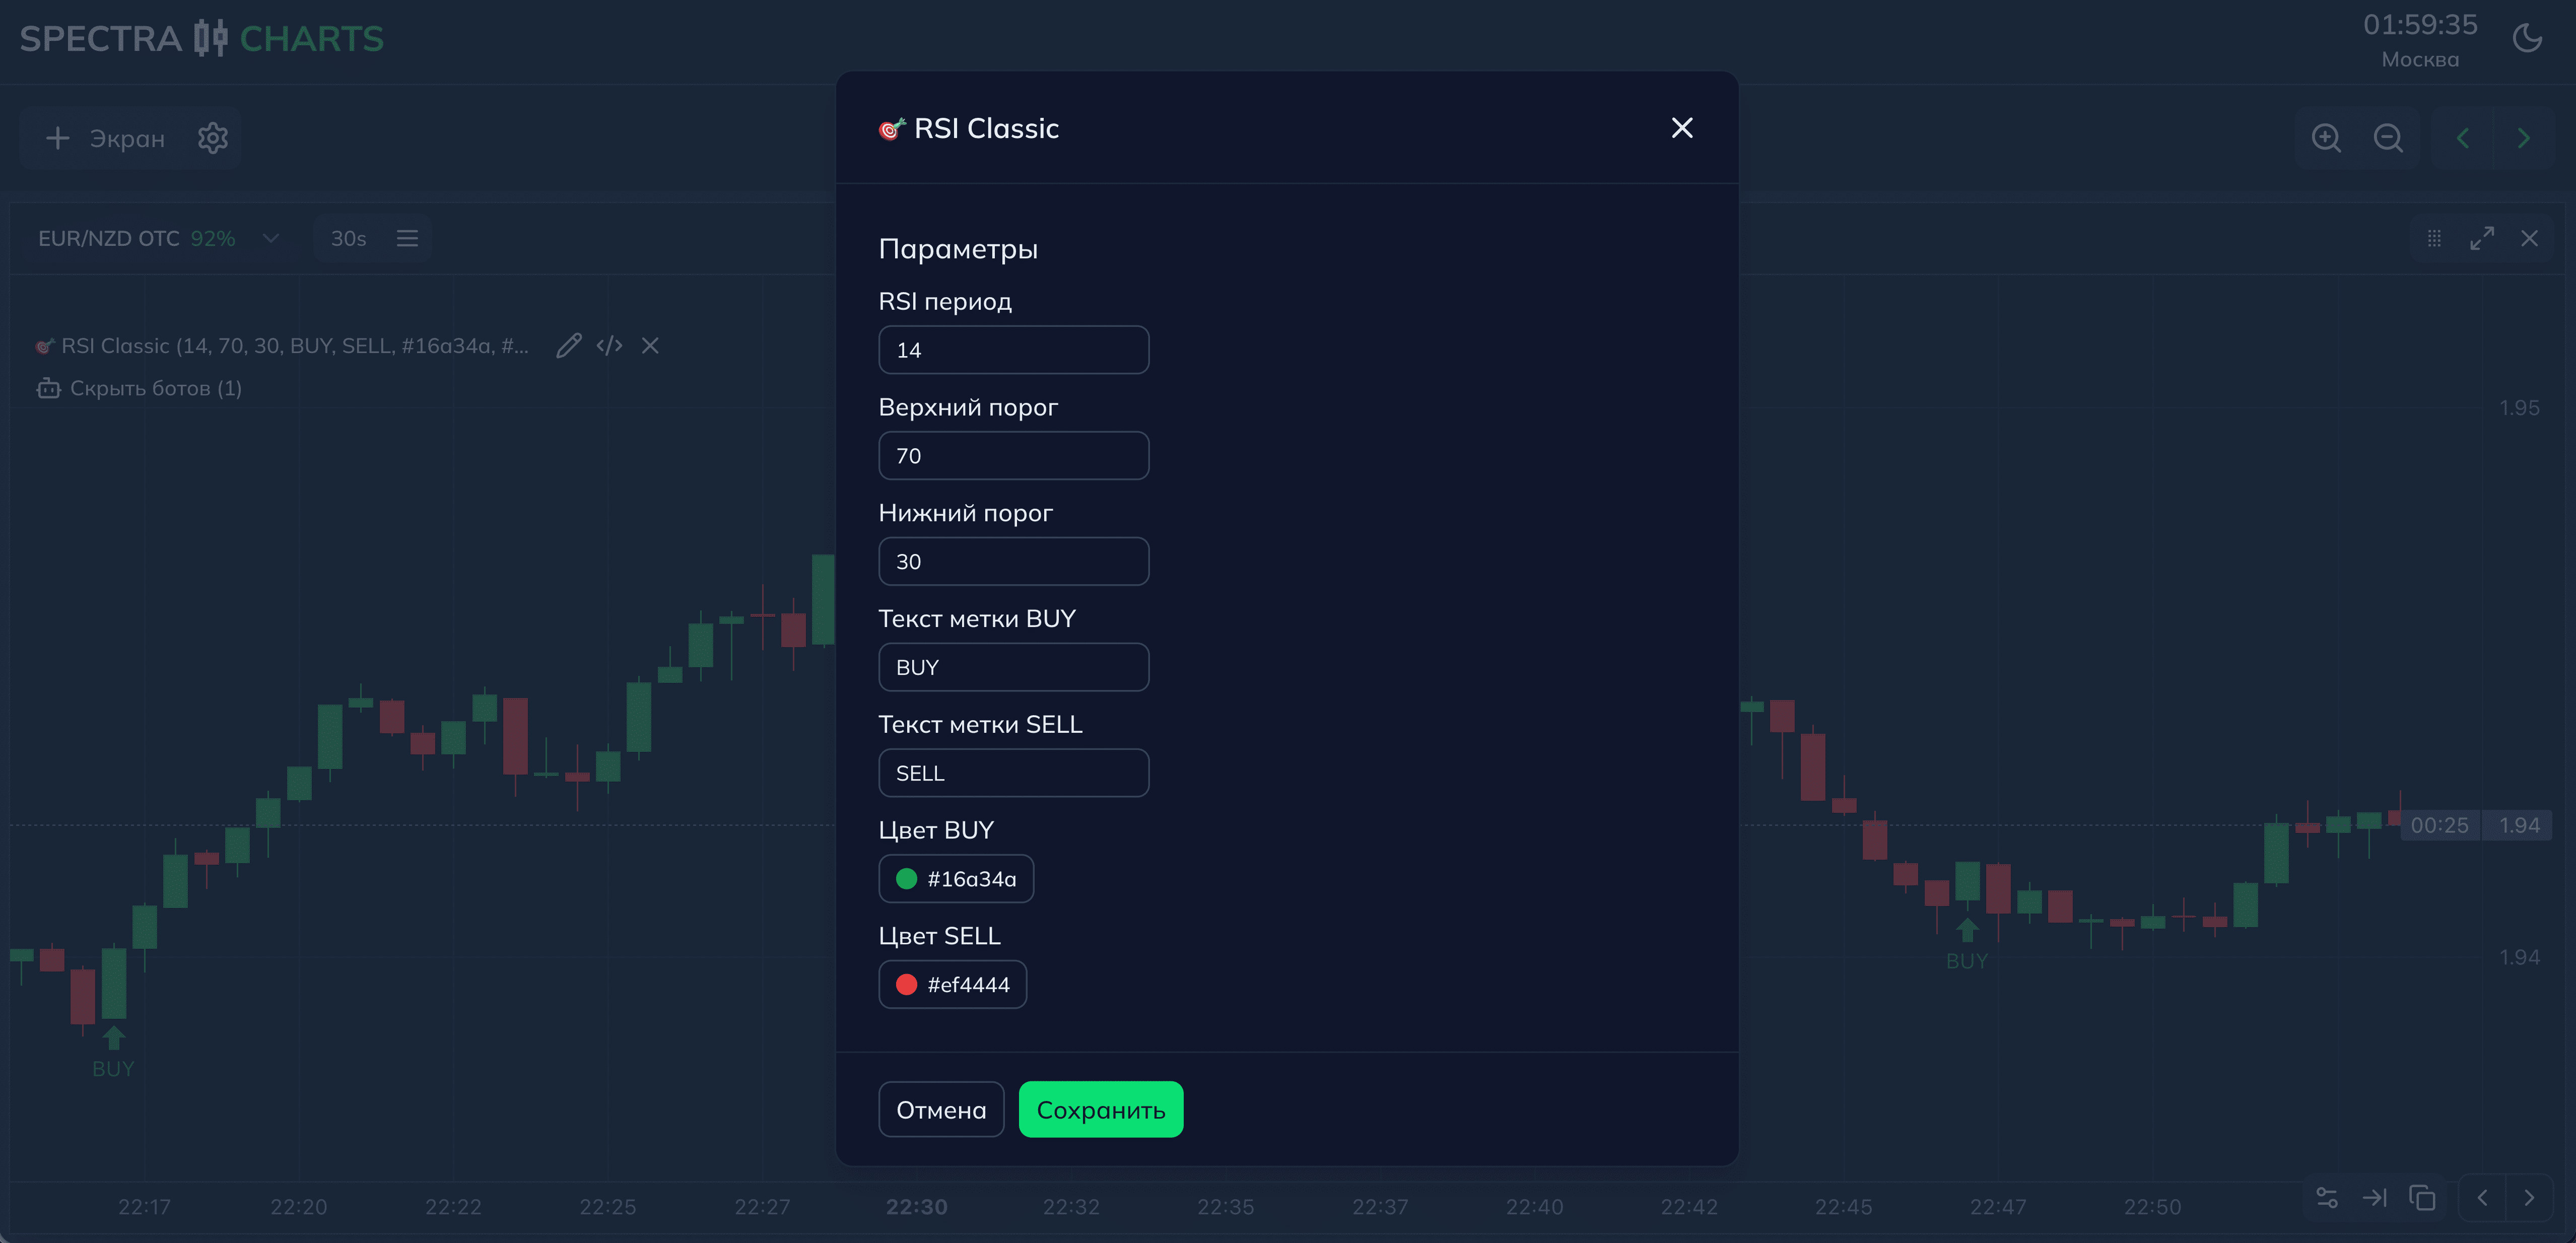 SPECTRA CHARTS
01:59:35
Москва
Экран
EUR/NZD OTC 92%
30s
RSI Classic (14, 70, 30, BUY, SELL, #16a34a, #...
Скрыть ботов (1)
RSI Classic
Параметры
RSI период
14
Верхний порог
70
Нижний порог
30
Текст метки BUY
BUY
Текст метки SELL
SELL
Цвет BUY
#16a34a
Цвет SELL
#ef4444
Отмена
Сохранить
1.95
00:25 1.94
1.94
BUY
BUY
22:17 22:20 22:22 22:25 22:27 22:30 22:32 22:35 22:37 22:40 22:42 22:45 22:47 22:50